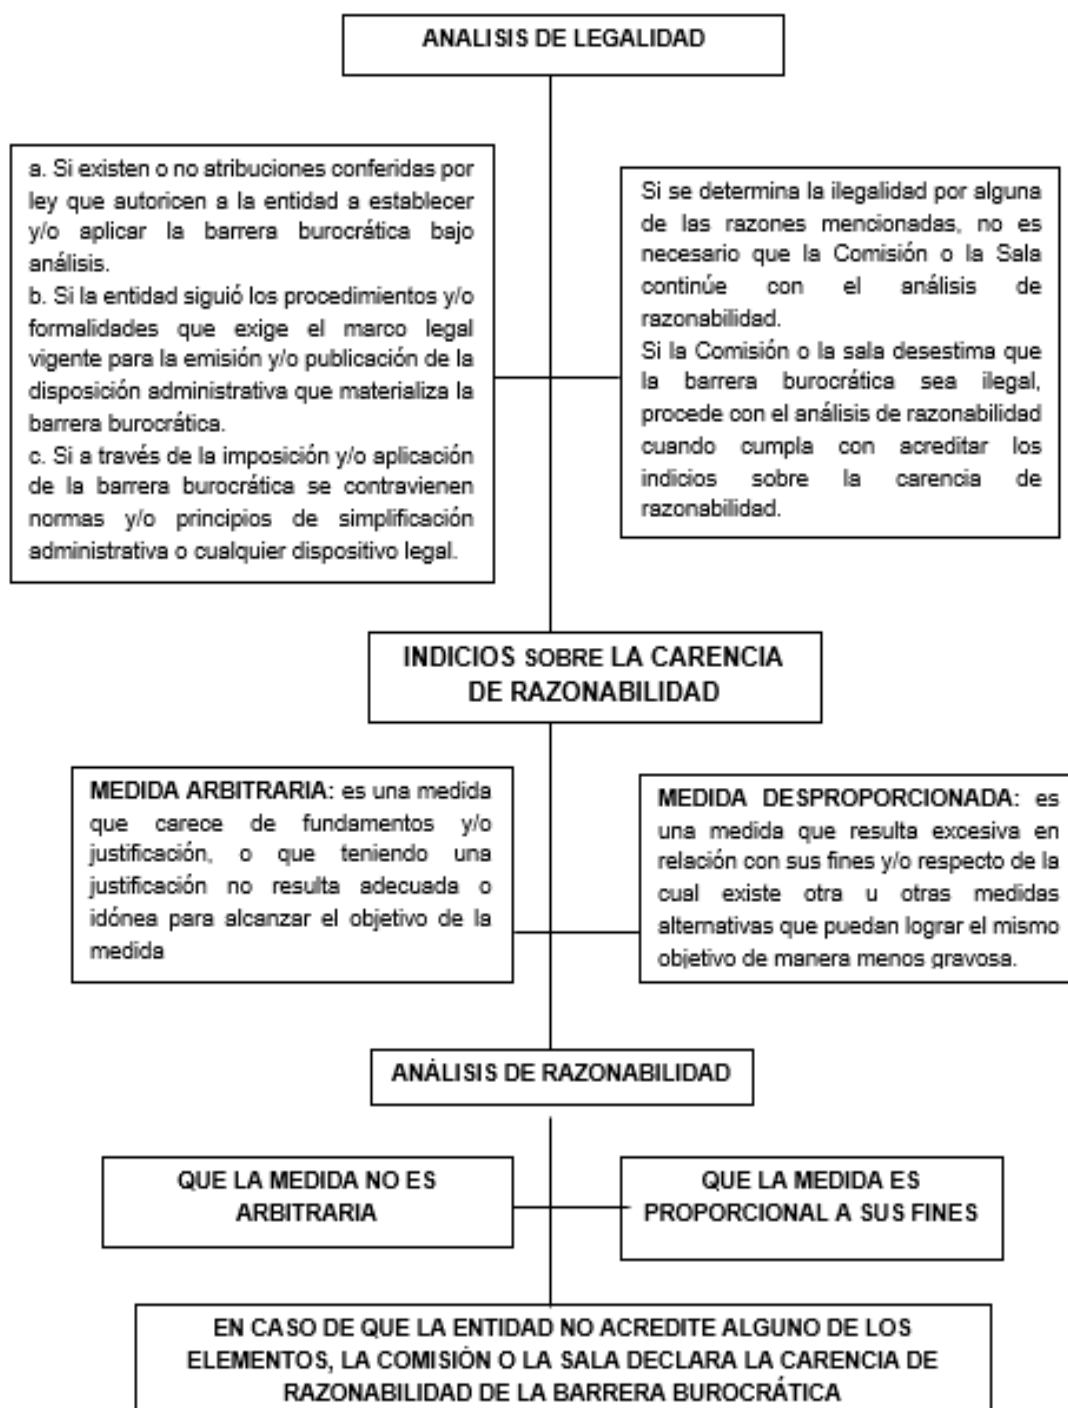 ANALISIS DE LEGALIDAD
a. Si existen o no atribuciones conferidas por
ley que autoricen a la entidad a establecer
y/o aplicar la barrera burocrática bajo
análisis.
b. Si la entidad siguió los procedimientos y/o
formalidades que exige el marco legal
vigente para la emisión y/o publicación de la
disposición administrativa que materializa la
barrera burocrática.
c. Si a través de la imposición y/o aplicación
de la barrera burocrática se contravienen
normas y/o principios de simplificación
administrativa o cualquier dispositivo legal.
Si se determina la ilegalidad por alguna
de las razones mencionadas, no es
necesario que la Comisión o la Sala
continúe con el análisis de
razonabilidad.
Si la Comisión o la sala desestima que
la barrera burocrática sea ilegal,
procede con el análisis de razonabilidad
cuando cumpla con acreditar los
indicios sobre la carencia de
razonabilidad.
INDICIOS SOBRE LA CARENCIA
DE RAZONABILIDAD
MEDIDA ARBITRARIA: es una medida
que carece de fundamentos y/o
justificación, o que teniendo una
justificación no resulta adecuada o
idónea para alcanzar el objetivo de la
medida
MEDIDA DESPROPORCIONADA: es
una medida que resulta excesiva en
relación con sus fines y/o respecto de la
cual existe otra u otras medidas
alternativas que puedan lograr el mismo
objetivo de manera menos gravosa.
ANÁLISIS DE RAZONABILIDAD
QUE LA MEDIDA NO ES
ARBITRARIA
QUE LA MEDIDA ES
PROPORCIONAL A SUS FINES
EN CASO DE QUE LA ENTIDAD NO ACREDITE ALGUNO DE LOS
ELEMENTOS, LA COMISIÓN O LA SALA DECLARA LA CARENCIA DE
RAZONABILIDAD DE LA BARRERA BUROCRÁTICA